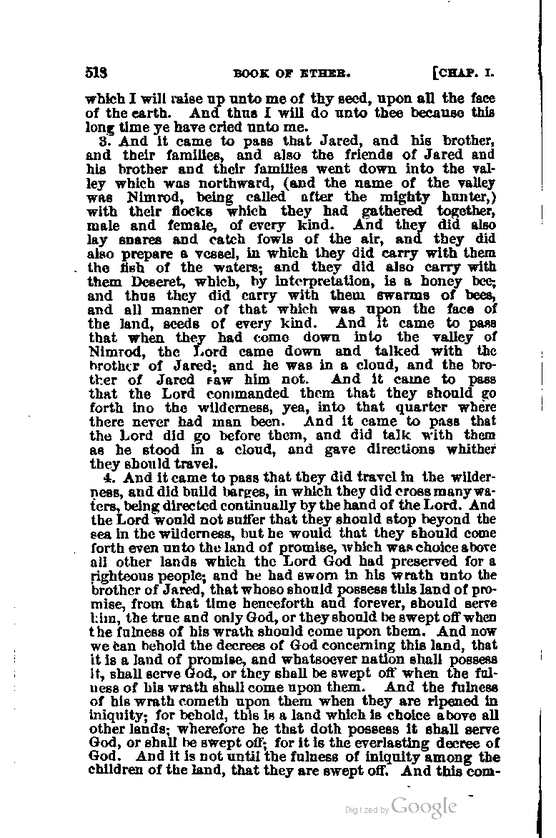 518 BOOK OF ETHER. [CHAP. I.
which I will raise up unto me of thy seed, upon all the face
of the earth. And thus I will do unto thee because this
long time ye have cried unto me.
3. And it came to pass that Jared, and his brother,
and their families, and also the friends of Jared and
his brother and their families went down into the val-
ley which was northward, (and the name of the valley
was Nimrod, being called after the mighty hunter,)
with their flocks which they had gathered together,
male and female, of every kind. And they did also
lay snares and catch fowls of the air, and they did
also prepare a vessel, in which they did carry with them
the fish of the waters; and they did also carry with
them Deseret, which, by interpretation, is a honey bee;
and thus they did carry with them swarms of bees,
and all manner of that which was upon the face of
the land, seeds of every kind. And it came to pass
that when they had come down into the valley of
Nimrod, the Lord came down and talked with the
brother of Jared; and he was in a cloud, and the bro-
ther of Jared saw him not. And it came to pass
that the Lord commanded them that they should go
forth ino the wilderness, yea, into that quarter where
there never had man been. And it came to pass that
the Lord did go before them, and did talk with them
as he stood in a cloud, and gave directions whither
they should travel.
4. And it came to pass that they did travel in the wilder-
ness, and did build barges, in which they did cross many wa-
ters, being directed continually by the hand of the Lord. And
the Lord would not suffer that they should stop beyond the
sea in the wilderness, but he would that they should come
forth even unto the land of promise, which was choice above
all other lands which the Lord God had preserved for a
righteous people; and he had sworn in his wrath unto the
brother of Jared, that whoso should possess this land of pro-
mise, from that time henceforth and forever, should serve
him, the true and only God, or they should be swept off when
the fulness of his wrath should come upon them. And now
we can behold the decrees of God concerning this land, that
it is a land of promise, and whatsoever nation shall possess
it, shall serve God, or they shall be swept off when the ful-
ness of his wrath shall come upon them. And the fulness
of his wrath cometh upon them when they are ripened in
iniquity; for behold, this is a land which is choice above all
other lands; wherefore he that doth possess it shall serve
God, or shall be swept off; for it is the everlasting decree of
God. And it is not until the fulness of iniquity among the
children of the land, that they are swept off. And this com-
Digitized by Google